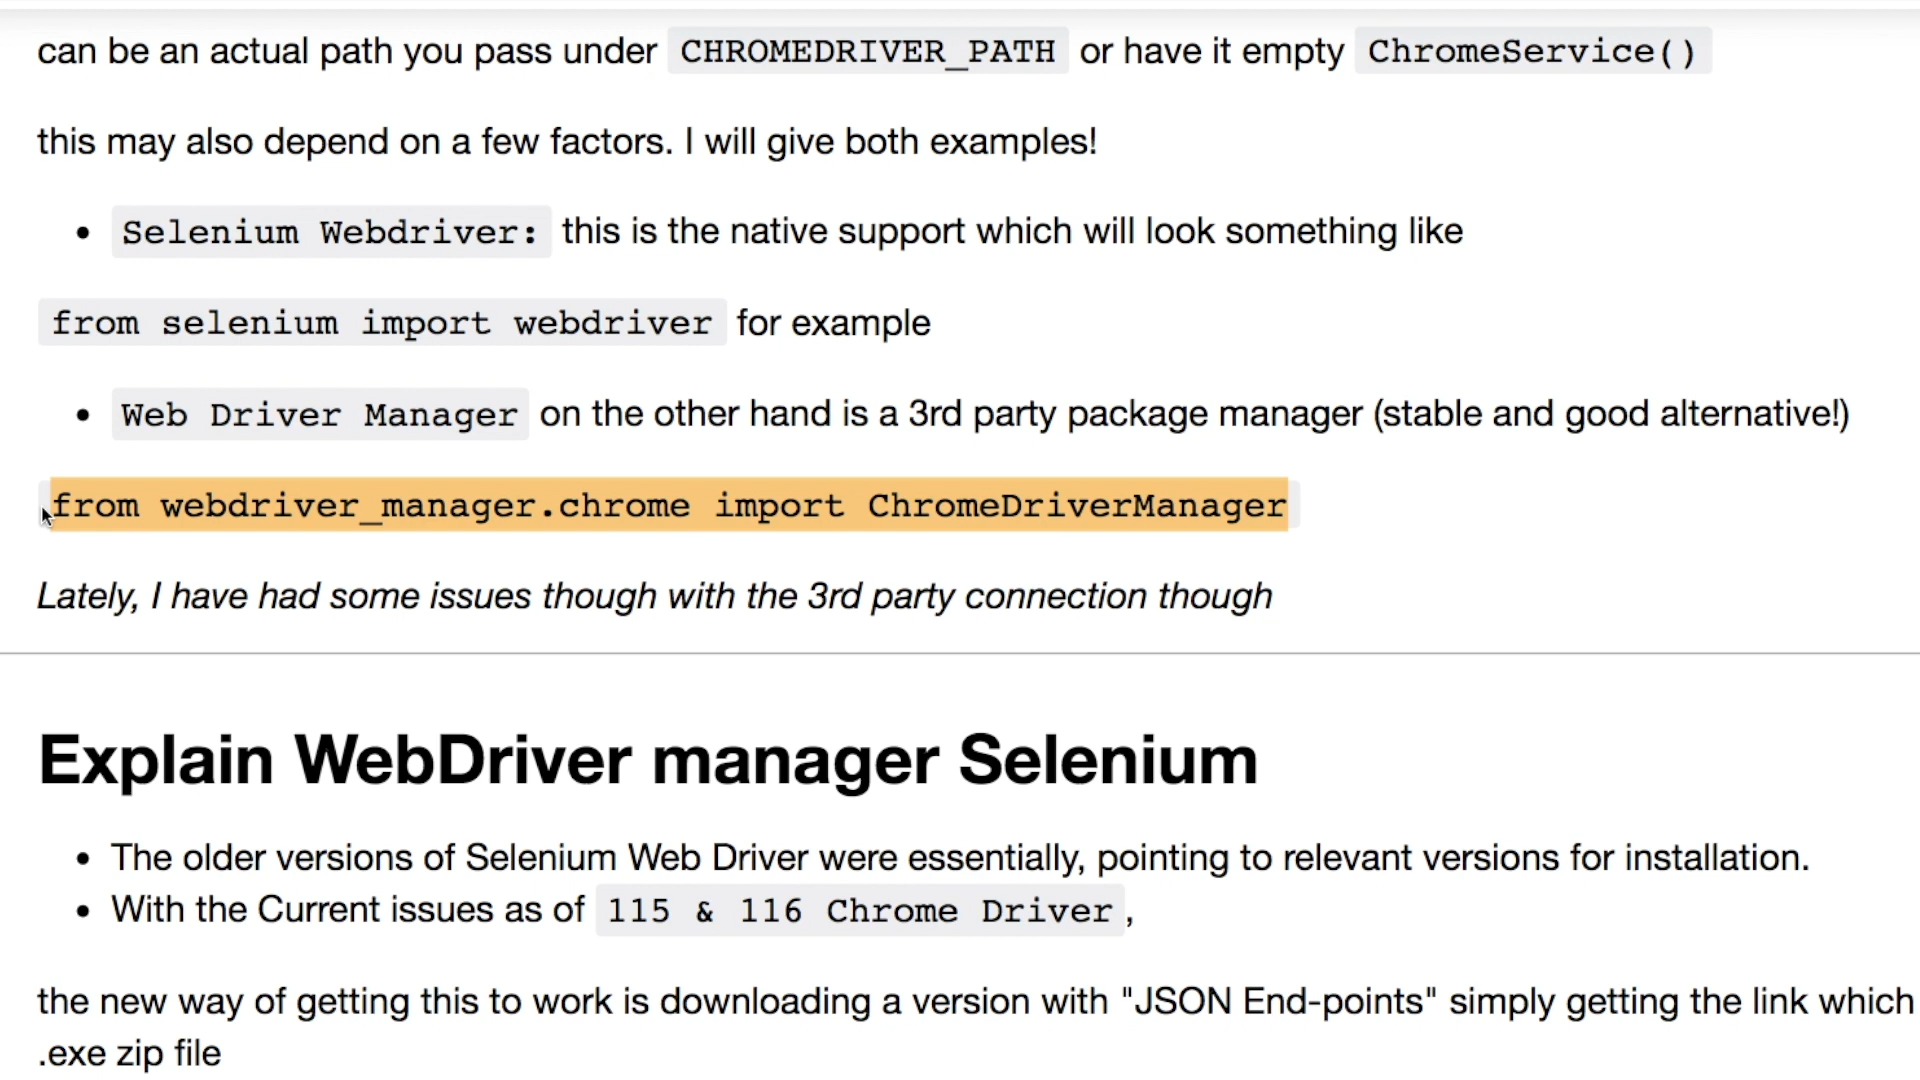 can be an actual path you pass under CHROMEDRIVER_PATH or have it empty ChromeService()
this may also depend on a few factors. I will give both examples!
• Selenium Webdriver: this is the native support which will look something like
from selenium import webdriver for example
• Web Driver Manager on the other hand is a 3rd party package manager (stable and good alternative!)
from webdriver_manager.chrome import ChromeDriverManager
Lately, I have had some issues though with the 3rd party connection though
Explain WebDriver manager Selenium
• The older versions of Selenium Web Driver were essentially, pointing to relevant versions for installation.
• With the Current issues as of 115 & 116 Chrome Driver,
the new way of getting this to work is downloading a version with "JSON End-points" simply getting the link which
.exe zip file